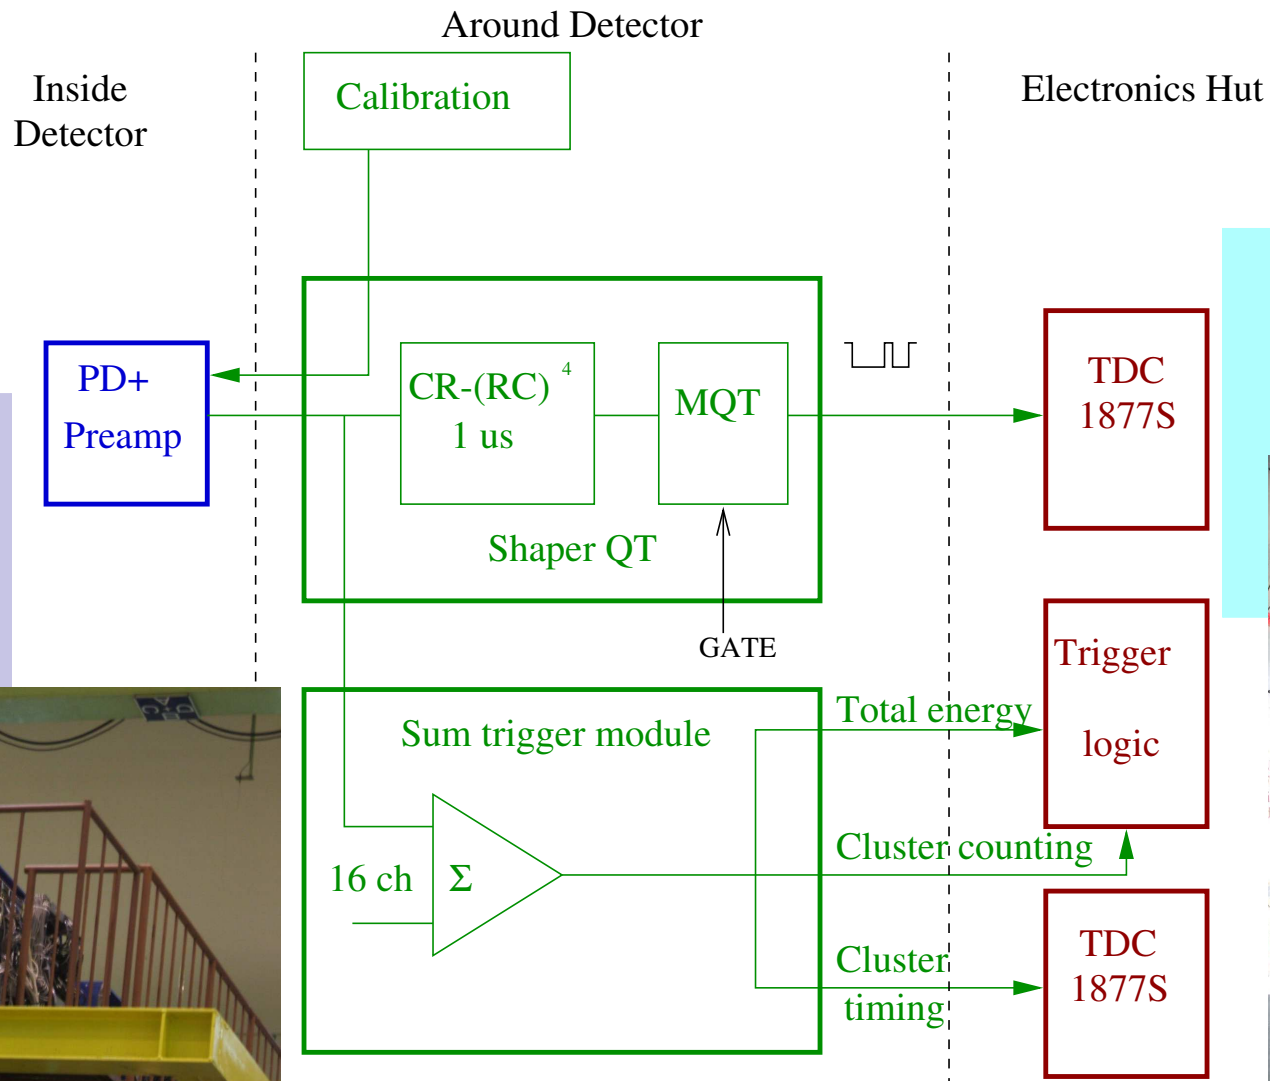 Around Detector
Inside
Detector
Electronics Hut
Calibration
PD+
Preamp
CR-(RC) 4
1 us
MQT
TDC
1877S
Shaper QT
GATE
Trigger
logic
Sum trigger module
Total energy
16 ch
Σ
Cluster counting
Cluster
timing
TDC
1877S